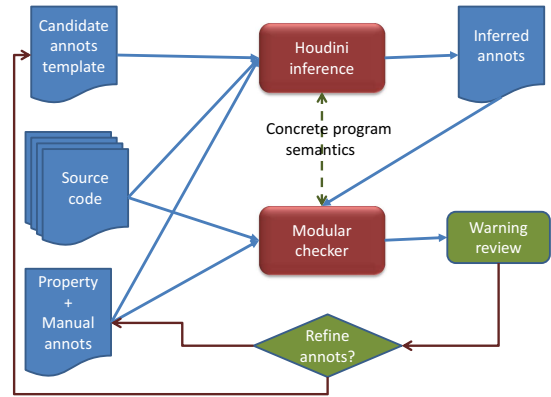 Candidate
annots
template
Houdini
inference
Inferred
annots
Concrete program
semantics
Source
code
Modular
checker
Warning
review
Property
+
Manual
annots
Refine
annots?